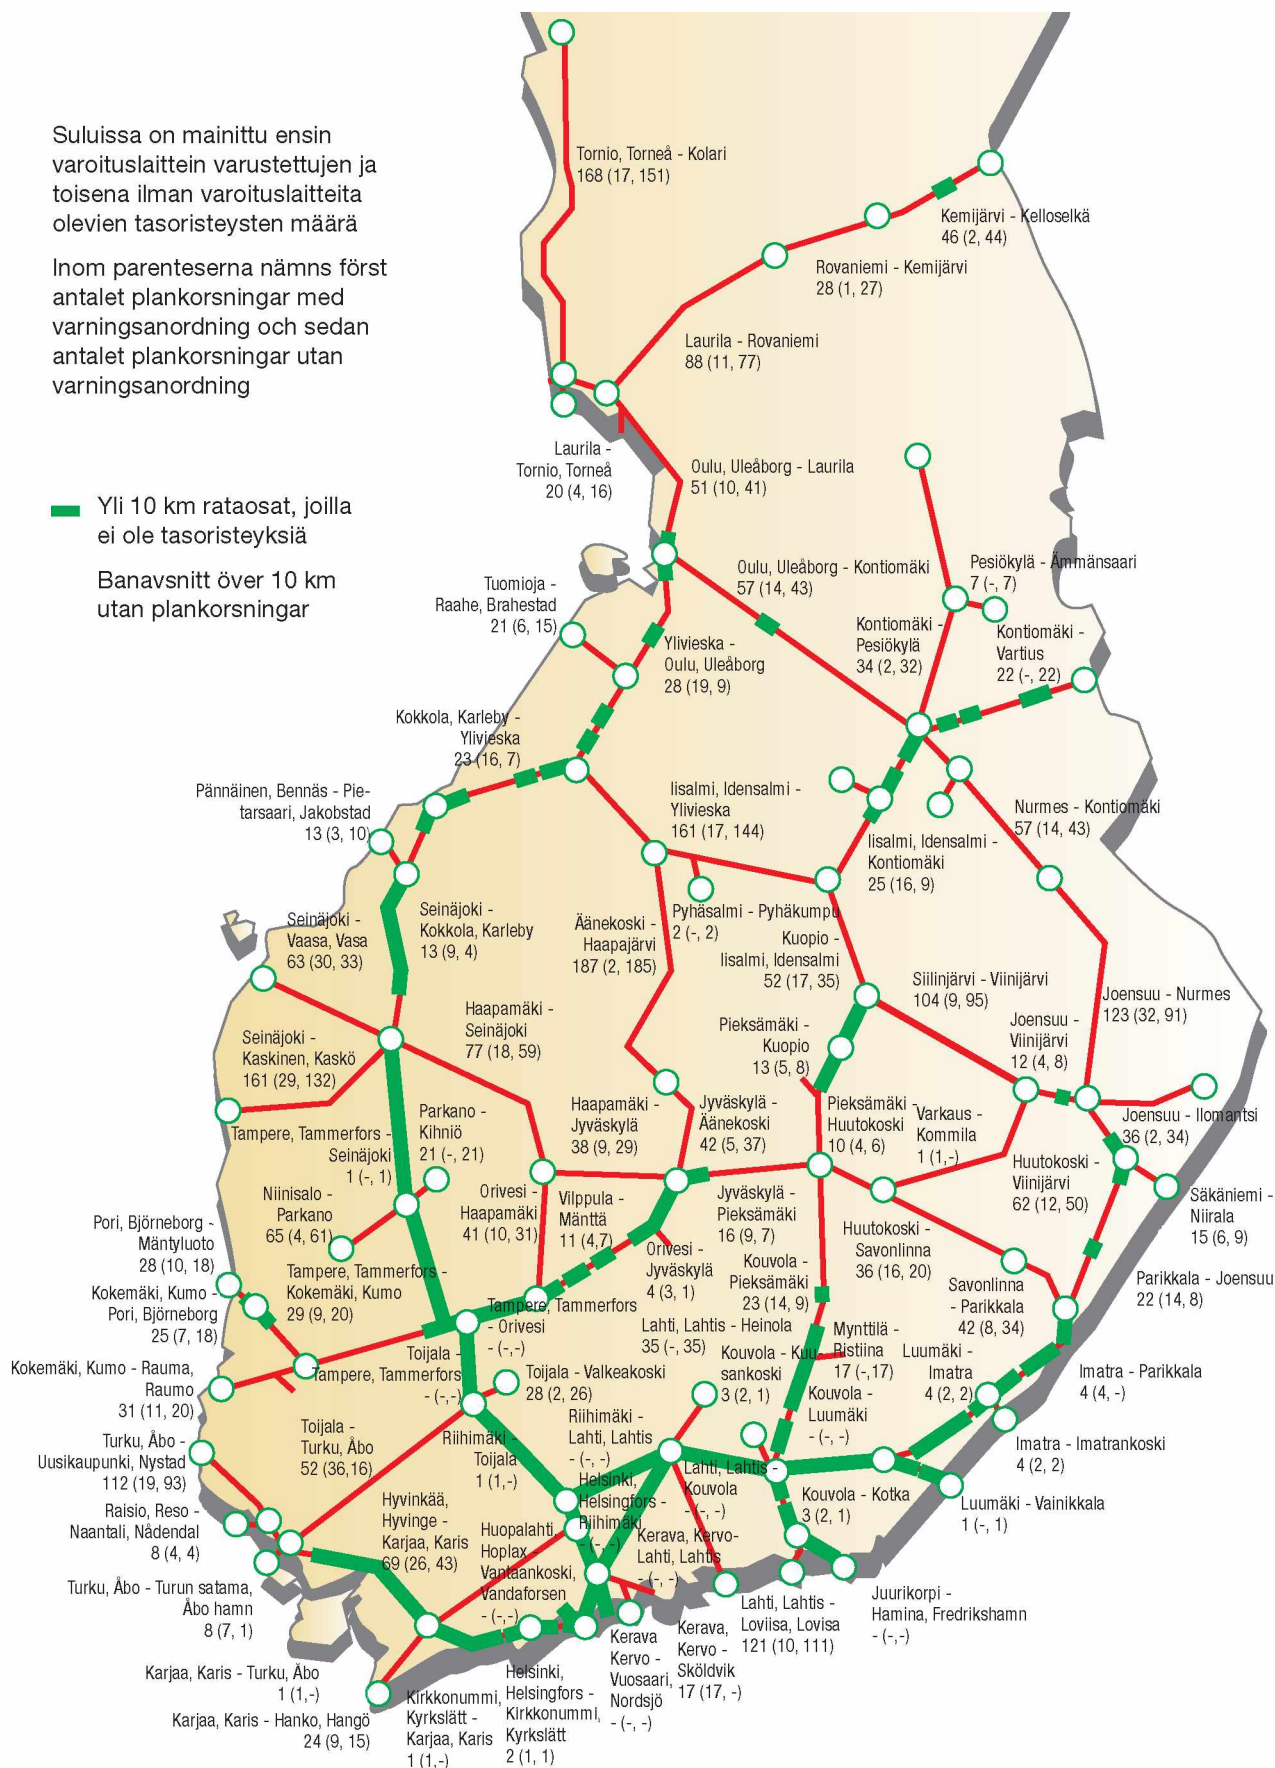 Suluissa on mainittu ensin
varoituslaittein varustettujen ja
toisena ilman varoituslaitteita
olevien tasoristeysten määrä
Inom parenteserna nämns först
antalet plankorsningar med
varningsanordning och sedan
antalet plankorsningar utan
varningsanordning
Yli 10 km rataosat, joilla
ei ole tasoristeyksiä
Banavsnitt över 10 km
utan plankorsningar
Tornio, Torneå - Kolari
168 (17, 151)
Kemijärvi - Kelloselkä
46 (2, 44)
Rovaniemi - Kemijärvi
28 (1, 27)
Laurila - Rovaniemi
88 (11, 77)
Laurila -
Tornio, Torneå
20 (4, 16)
Oulu, Uleåborg - Laurila
51 (10, 41)
Oulu, Uleåborg - Kontiomäki
57 (14, 43)
Pesiökylä - Ämmänsaari
7 (-, 7)
Tuomioja -
Raahe, Brahestad
21 (6, 15)
Ylivieska -
Oulu, Uleåborg
28 (19, 9)
Kontiomäki -
Pesiökylä
34 (2, 32)
Kontiomäki -
Vartius
22 (-, 22)
Kokkola, Karleby -
Ylivieska
23 (16, 7)
Pännäinen, Bennäs - Pie-
tarsaari, Jakobstad
13 (3, 10)
Iisalmi, Idensalmi -
Ylivieska
161 (17, 144)
Nurmes - Kontiomäki
57 (14, 43)
Iisalmi, Idensalmi -
Kontiomäki
25 (16, 9)
Seinäjoki -
Vaasa, Vasa
63 (30, 33)
Seinäjoki -
Kokkola, Karleby
13 (9, 4)
Äänekoski -
Haapajärvi
187 (2, 185)
Pyhäsalmi - Pyhäkumpu
2 (-, 2)
Kuopio -
Iisalmi, Idensalmi
52 (17, 35)
Siilinjärvi - Viinijärvi
104 (9, 95)
Joensuu - Nurmes
123 (32, 91)
Seinäjoki -
Kaskinen, Kaskö
161 (29, 132)
Haapamäki -
Seinäjoki
77 (18, 59)
Pieksämäki -
Kuopio
13 (5, 8)
Joensuu -
Viinijärvi
12 (4, 8)
Tampere, Tammerfors -
Seinäjoki
1 (-, 1)
Parkano -
Kihniö
21 (-, 21)
Haapamäki -
Jyväskylä
38 (9, 29)
Jyväskylä -
Äänekoski
42 (5, 37)
Pieksämäki -
Huutokoski
10 (4, 6)
Varkaus -
Kommila
1 (1,-)
Joensuu - Ilomantsi
36 (2, 34)
Huutokoski -
Viinijärvi
62 (12, 50)
Säkäniemi -
Niirala
15 (6, 9)
Niinisalo -
Parkano
65 (4, 61)
Orivesi -
Haapamäki
41 (10, 31)
Vilppula -
Mänttä
11 (4,7)
Jyväskylä -
Pieksämäki
16 (9, 7)
Pori, Björneborg -
Mäntyluoto
28 (10, 18)
Orivesi -
Jyväskylä
4 (3, 1)
Kouvola -
Pieksämäki
23 (14, 9)
Huutokoski -
Savonlinna
36 (16, 20)
Savonlinna
- Parikkala
42 (8, 34)
Parikkala - Joensuu
22 (14, 8)
Kokemäki, Kumo -
Pori, Björneborg
25 (7, 18)
Tampere, Tammerfors -
Kokemäki, Kumo
29 (9, 20)
Tampere, Tammerfors
- Orivesi
- (-,-)
Lahti, Lahtis - Heinola
35 (-, 35)
Mynttilä -
Ristiina
17 (-,17)
Luumäki -
Imatra
4 (2, 2)
Imatra - Parikkala
4 (4, -)
Kokemäki, Kumo - Rauma,
Raumo
31 (11, 20)
Toijala -
Tampere, Tammerfors
- (-,-)
Toijala - Valkeakoski
28 (2, 26)
Kouvola - Kuu-
sankoski
3 (2, 1)
Kouvola -
Luumäki
- (-, -)
Toijala -
Turku, Åbo
52 (36,16)
Riihimäki -
Toijala
1 (1,-)
Riihimäki -
Lahti, Lahtis
- (-, -)
Lahti, Lahtis -
Kouvola
- (-, -)
Imatra - Imatrankoski
4 (2, 2)
Turku, Åbo -
Uusikaupunki, Nystad
112 (19, 93)
Kouvola - Kotka
3 (2, 1)
Luumäki - Vainikkala
1 (-, 1)
Raisio, Reso -
Naantali, Nådendal
8 (4, 4)
Hyvinkää,
Hyvinge -
Karjaa, Karis
69 (26, 43)
Helsinki,
Helsingfors -
Riihimäki
- (-, -)
Huopalahti,
Hoplax -
Vantaankoski,
Vandaforsen
- (-,-)
Kerava, Kervo-
Lahti, Lahtis
- (-, -)
Turku, Åbo - Turun satama,
Åbo hamn
8 (7, 1)
Lahti, Lahtis -
Loviisa, Lovisa
121 (10, 111)
Juurikorpi -
Hamina, Fredrikshamn
- (-,-)
Karjaa, Karis - Turku, Åbo
1 (1,-)
Karjaa, Karis - Hanko, Hangö
24 (9, 15)
Kirkkonummi,
Kyrkslätt -
Karjaa, Karis
1 (1,-)
Helsinki,
Helsingfors -
Kirkkonummi,
Kyrkslätt
2 (1, 1)
Kerava
Kervo -
Vuosaari,
Nordsjö
- (-, -)
Kerava,
Kervo -
Sköldvik
17 (17, -)